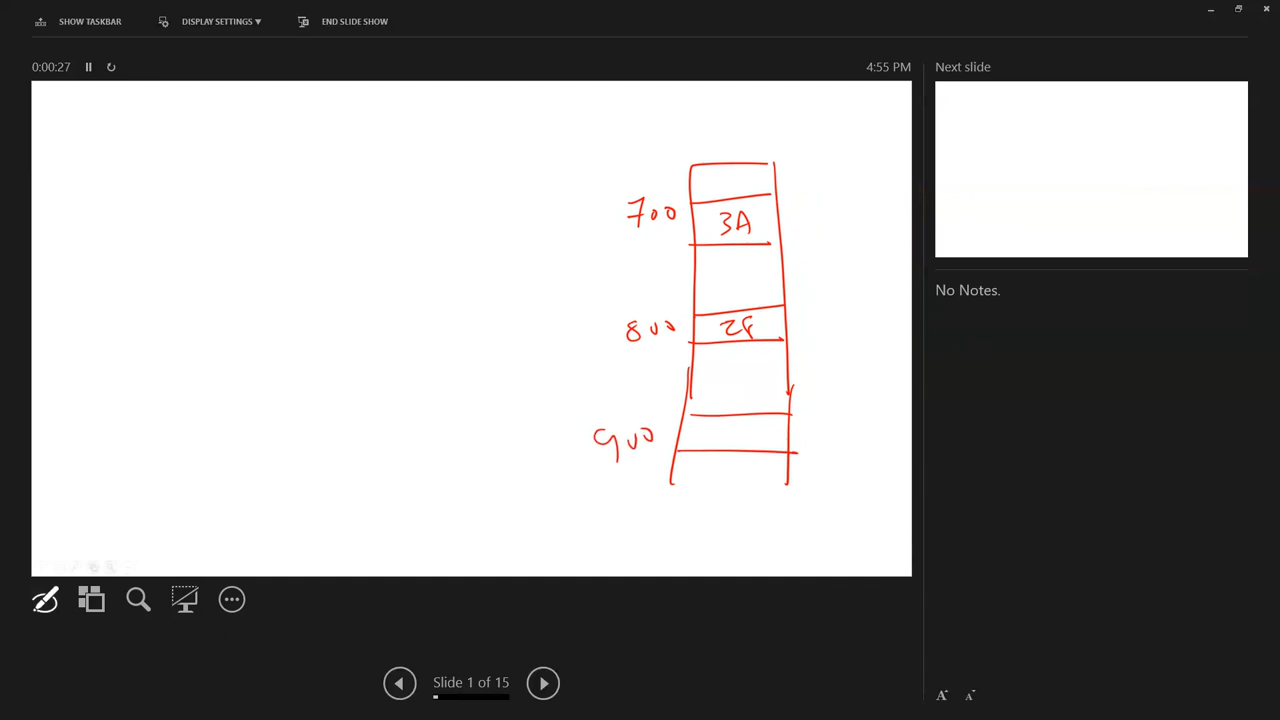 SHOW TASKBAR
DISPLAY SETTINGS ▼
END SLIDE SHOW
0:00:27
4:55 PM
Next slide
700
3A
800
900
No Notes.
Slide 1 of 15
A
A